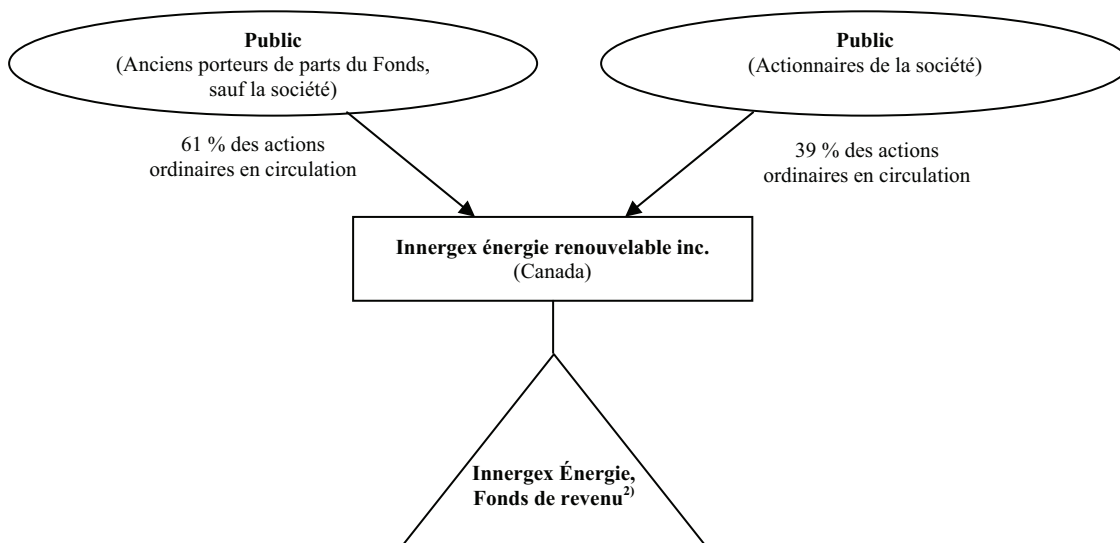 Public
(Anciens porteurs de parts du Fonds,
sauf la société)
Public
(Actionnaires de la société)
61 % des actions
ordinaires en circulation
39 % des actions
ordinaires en circulation
Innergex énergie renouvelable inc.
(Canada)
Innergex Énergie,
Fonds de revenu²⁾